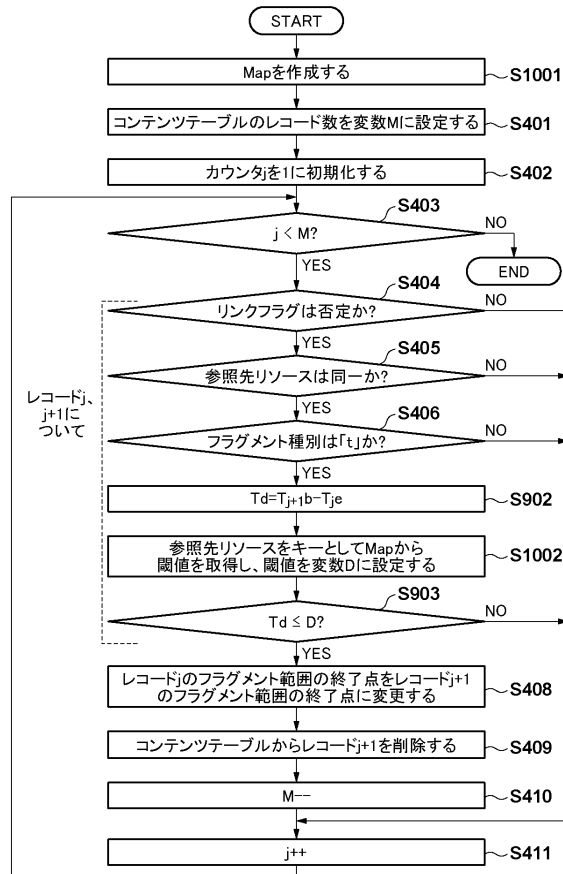 START
Mapを作成する
S1001
コンテンツテーブルのレコード数を変数Mに設定する
S401
カウンタjを1に初期化する
S402
S403
j < M?
NO
YES
END
S404
リンクフラグは否定か?
NO
YES
S405
参照先リソースは同一か?
NO
YES
レコードj、
j+1に
ついて
S406
フラグメント種別は「t」か?
NO
YES
Td=Tj+1b-Tje
S902
参照先リソースをキーとしてMapから
閾値を取得し、閾値を変数Dに設定する
S1002
S903
Td ≤ D?
NO
YES
レコードjのフラグメント範囲の終了点をレコードj+1
のフラグメント範囲の終了点に変更する
S408
コンテンツテーブルからレコードj+1を削除する
S409
M--
S410
j++
S411